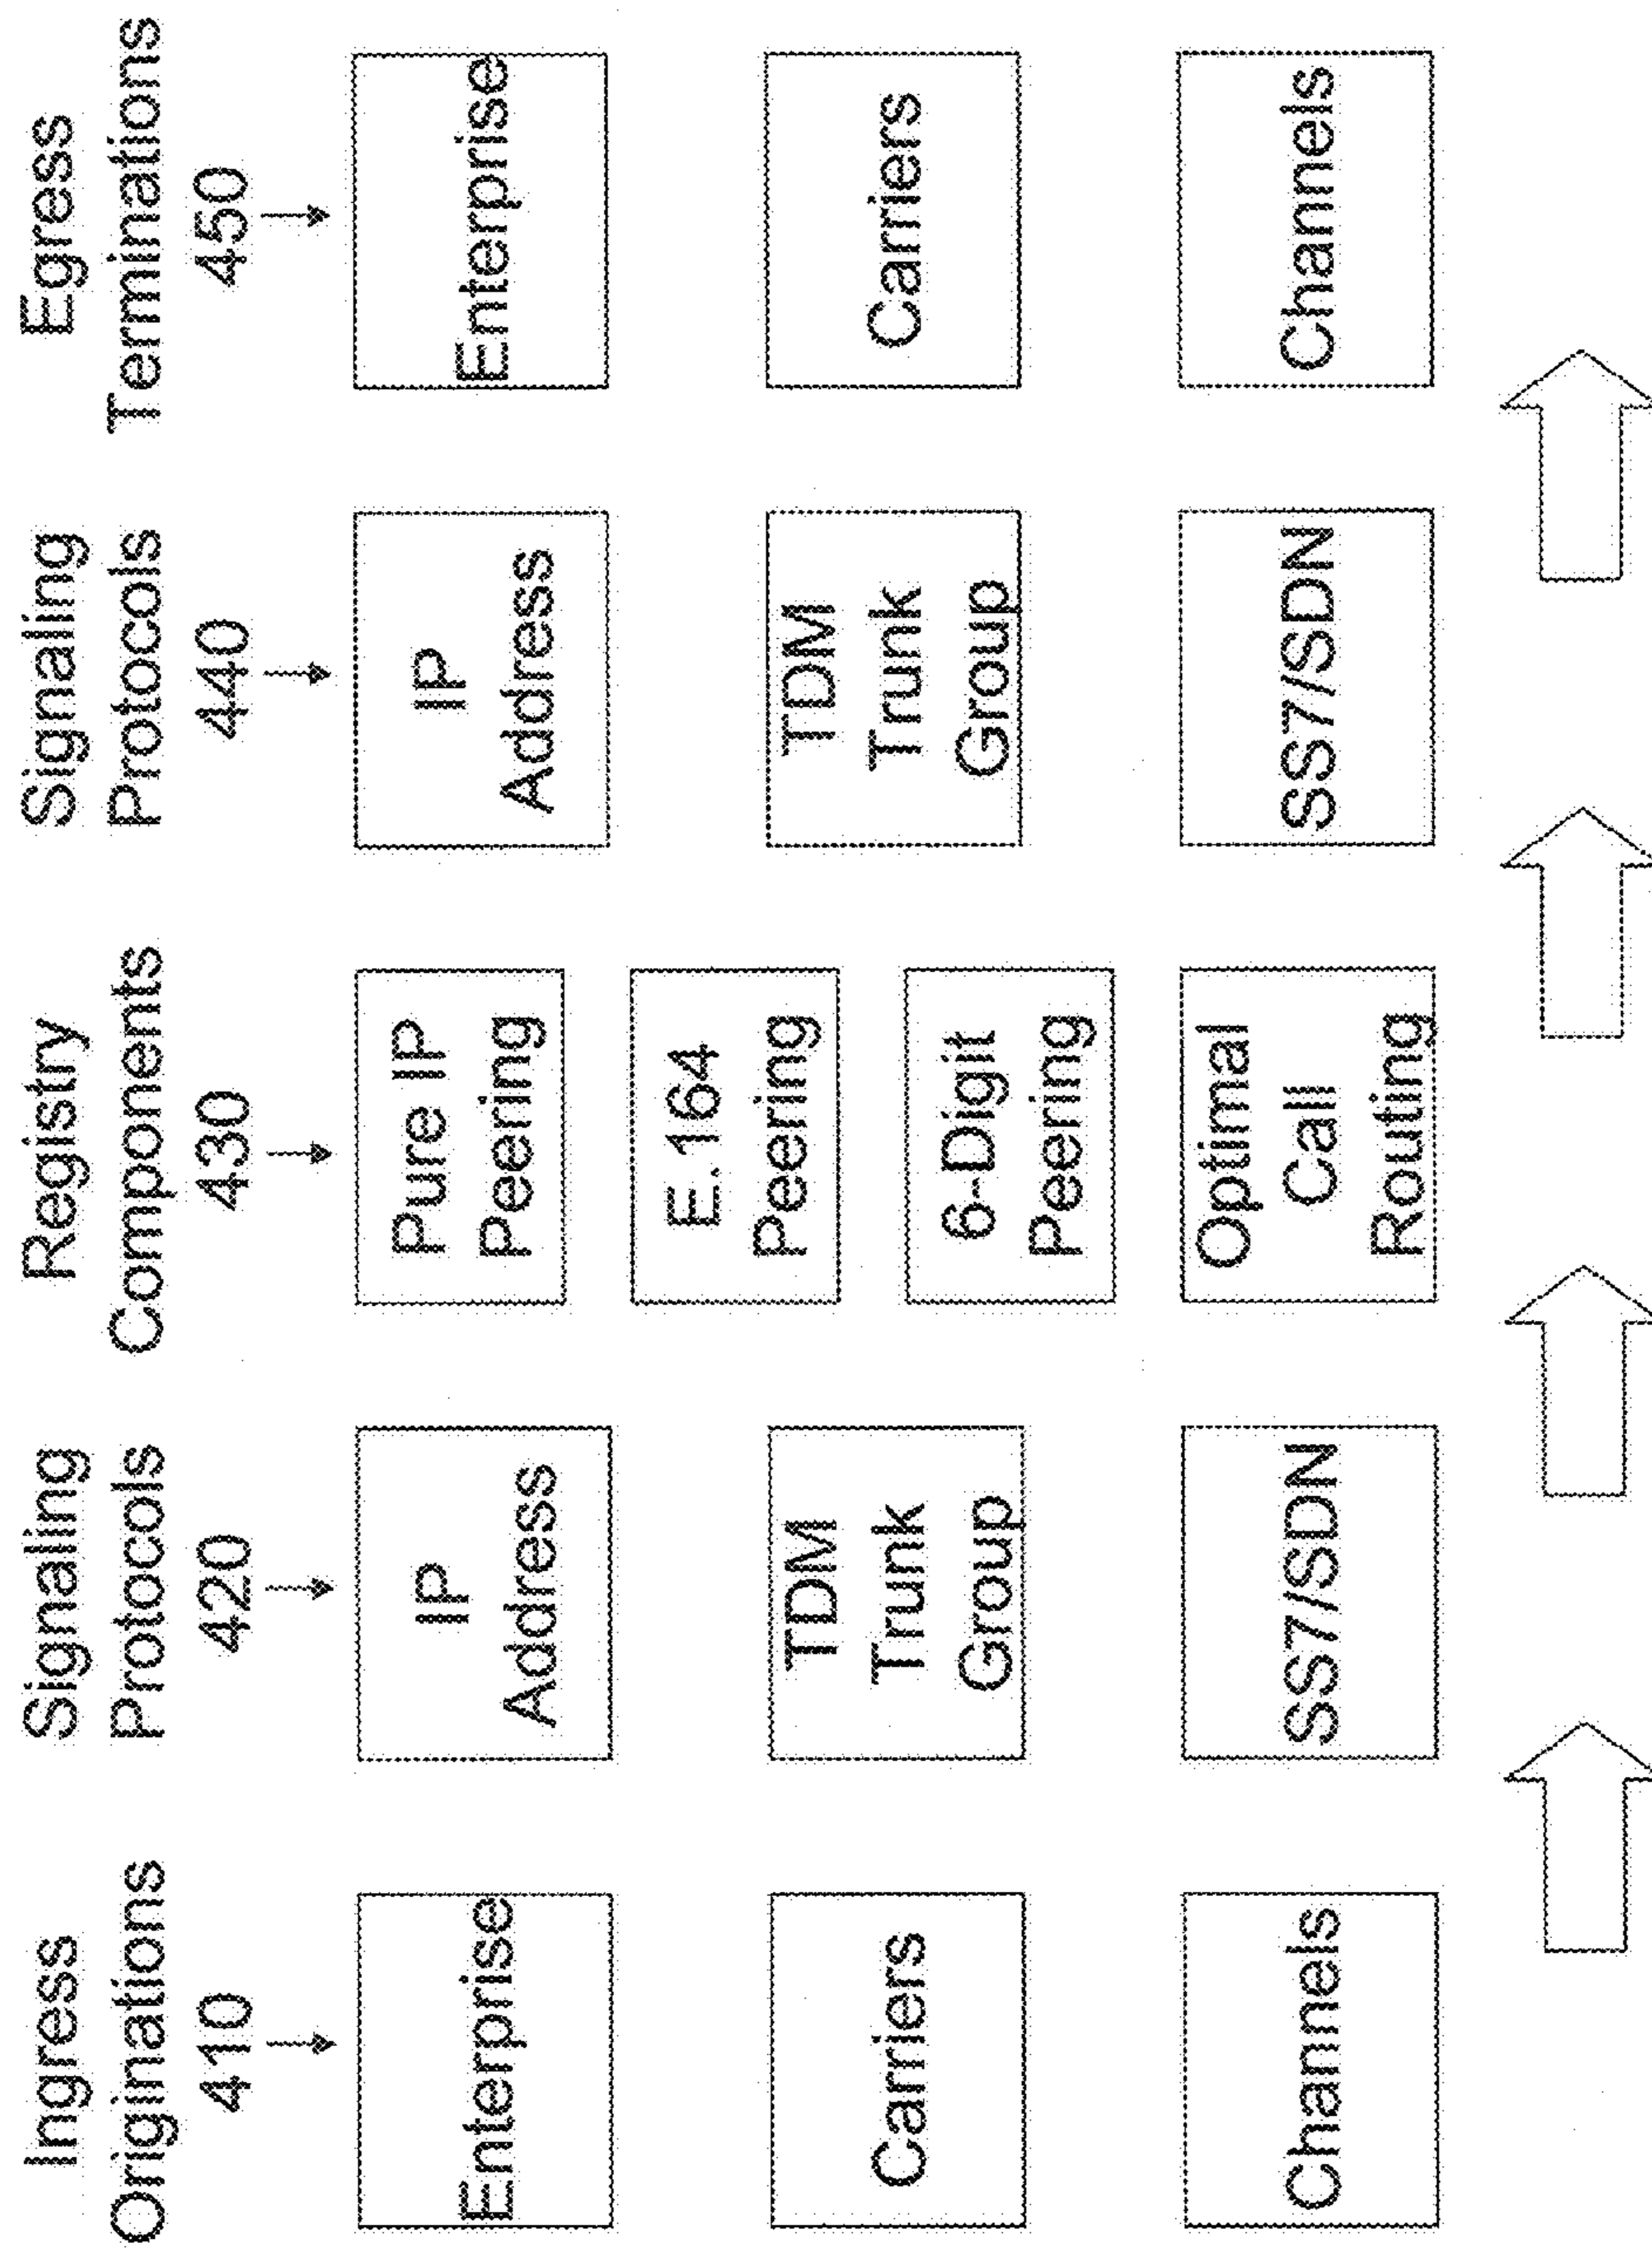 Ingress
Originations
410
Enterprise
Carriers
Channels
Signaling
Protocols
420
IP
Address
TDM
Trunk
Group
SS7/SDN
Registry
Components
430
Pure IP
Peering
E.164
Peering
6-Digit
Peering
Optimal
Call
Routing
Signaling
Protocols
440
IP
Address
TDM
Trunk
Group
SS7/SDN
Egress
Terminations
450
Enterprise
Carriers
Channels